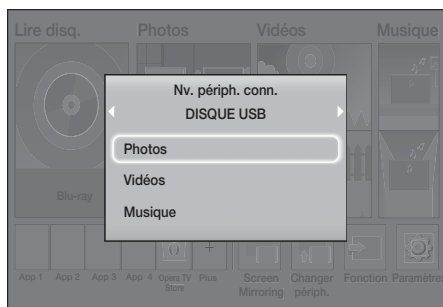 Lire disq. Photos Vidéos Musique
Nv. périph. conn.
DISQUE USB
Photos
Vidéos
Musique
Blu-ray
App 1 App 2 App 3 App 4 Opera TV Store Plus Screen Mirroring Changer périph. Fonction Paramètres